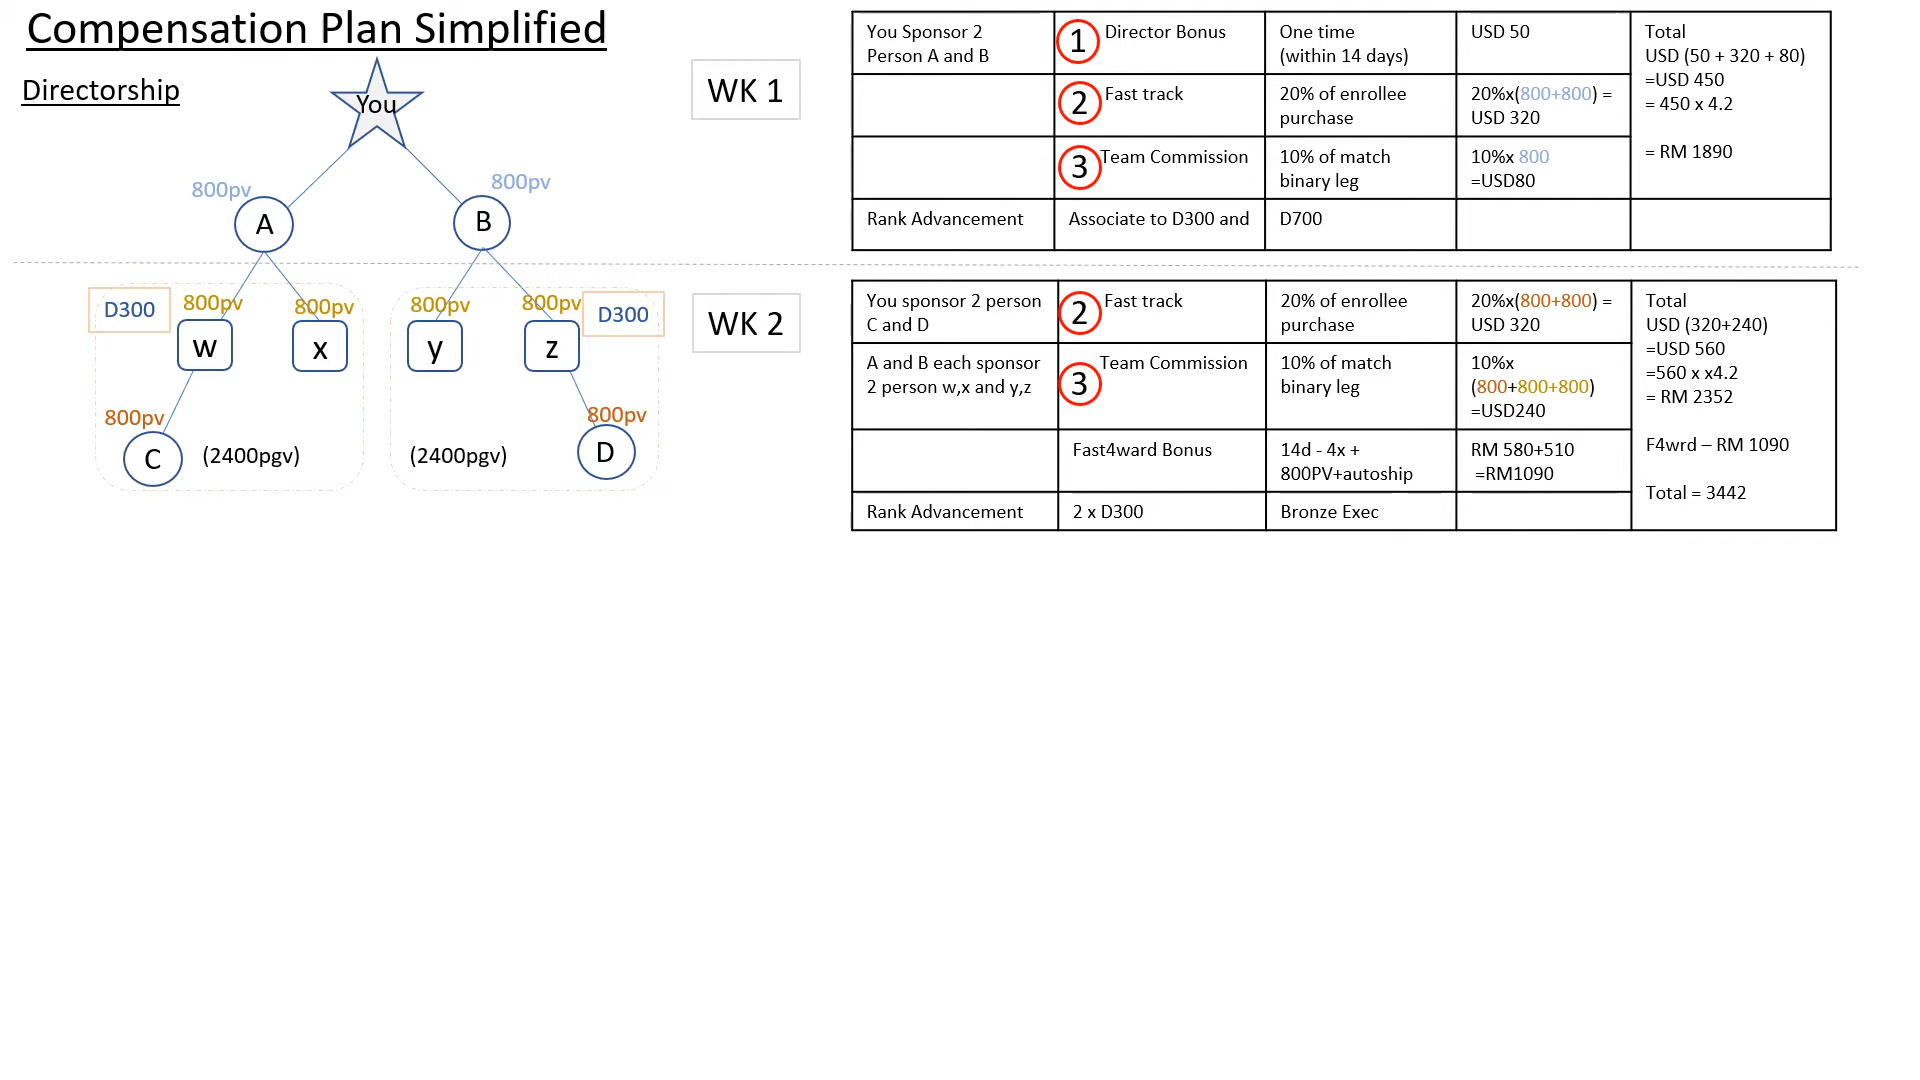 Compensation Plan Simplified
Directorship
You
800pv
800pv
A
B
D300
800pv
800pv
800pv
800pv
D300
w
x
y
z
800pv
800pv
C
(2400pgv)
(2400pgv)
D
WK 1
You Sponsor 2
Person A and B
1
Director Bonus
One time
(within 14 days)
USD 50
Total
USD (50 + 320 + 80)
=USD 450
= 450 x 4.2
= RM 1890
2
Fast track
20% of enrollee
purchase
20%x(800+800) =
USD 320
3
Team Commission
10% of match
binary leg
10%x 800
=USD80
Rank Advancement
Associate to D300 and
D700
WK 2
You sponsor 2 person
C and D
2
Fast track
20% of enrollee
purchase
20%x(800+800) =
USD 320
Total
USD (320+240)
=USD 560
=560 x x4.2
= RM 2352
F4wrd – RM 1090
Total = 3442
A and B each sponsor
2 person w,x and y,z
3
Team Commission
10% of match
binary leg
10%x
(800+800+800)
=USD240
Fast4ward Bonus
14d - 4x +
800PV+autoship
RM 580+510
=RM1090
Rank Advancement
2 x D300
Bronze Exec